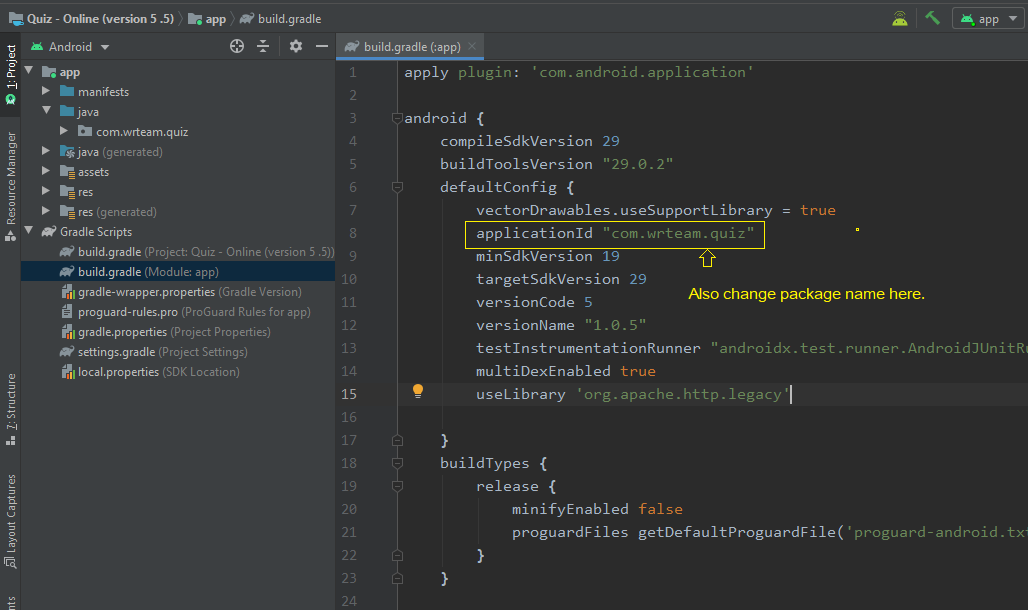 Quiz - Online (version 5 .5) app build.gradle app
Android build.gradle (:app)
1: Project
Resource Manager
7: Structure
Layout Captures
app
manifests
java
com.wrteam.quiz
java (generated)
assets
res
res (generated)
Gradle Scripts
build.gradle (Project: Quiz - Online (version 5 .5))
build.gradle (Module: app)
gradle-wrapper.properties (Gradle Version)
proguard-rules.pro (ProGuard Rules for app)
gradle.properties (Project Properties)
settings.gradle (Project Settings)
local.properties (SDK Location)
1 apply plugin: 'com.android.application'
2
3 android {
4 compileSdkVersion 29
5 buildToolsVersion "29.0.2"
6 defaultConfig {
7 vectorDrawables.useSupportLibrary = true
8 applicationId "com.wrteam.quiz"
9 minSdkVersion 19
10 targetSdkVersion 29
Also change package name here.
11 versionCode 5
12 versionName "1.0.5"
13 testInstrumentationRunner "androidx.test.runner.AndroidJUnitRu
14 multiDexEnabled true
15 useLibrary 'org.apache.http.legacy'
16
17 }
18 buildTypes {
19 release {
20 minifyEnabled false
21 proguardFiles getDefaultProguardFile('proguard-android.txt
22 }
23 }
24